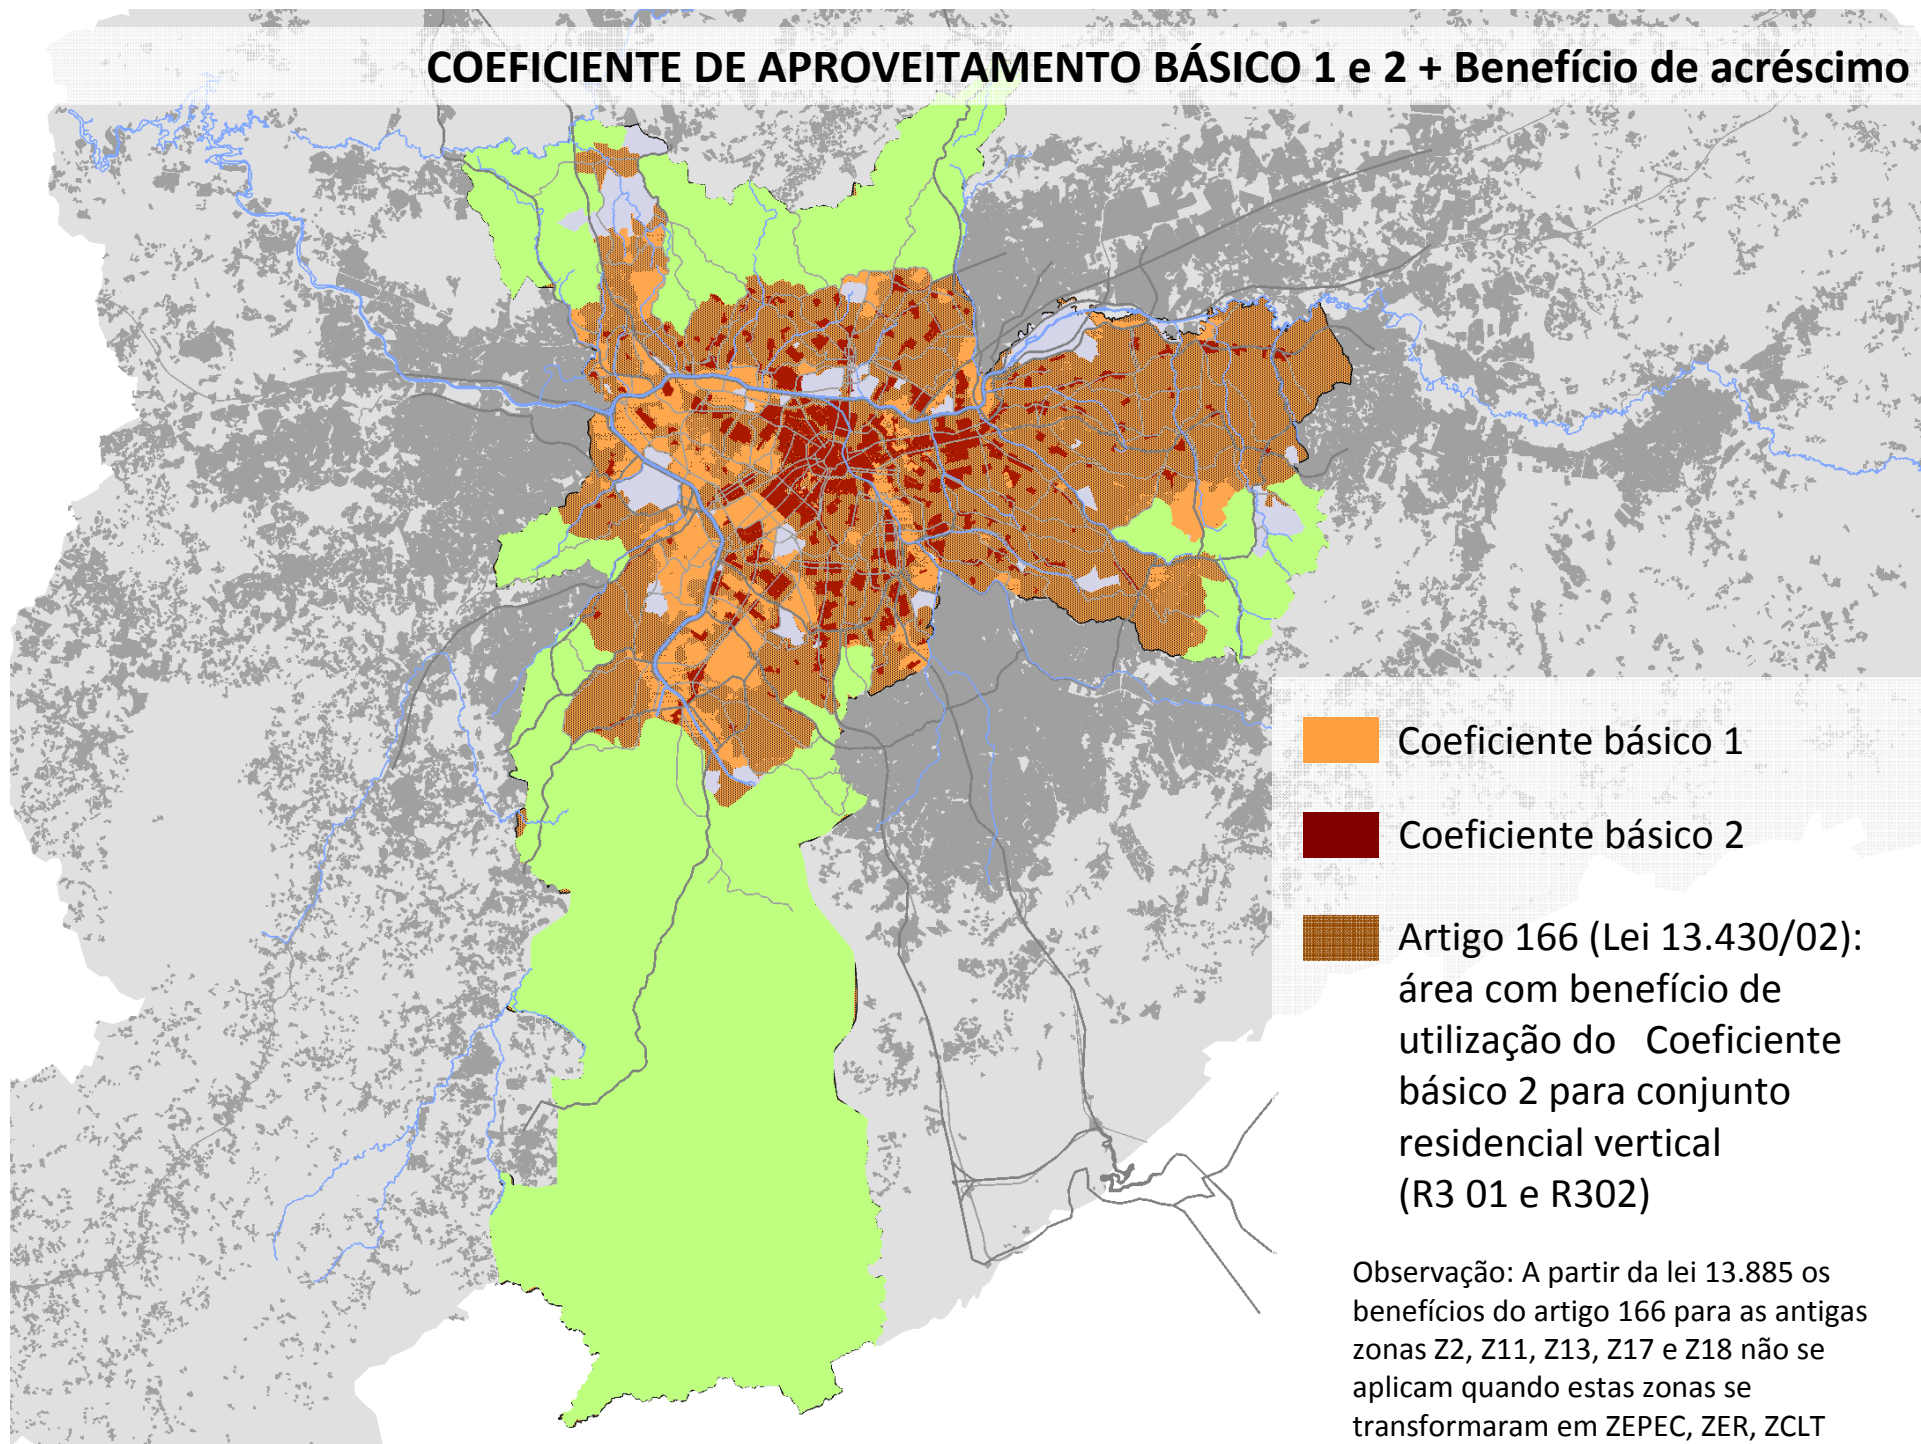 COEFICIENTE DE APROVEITAMENTO BÁSICO 1 e 2 + Benefício de acréscimo
Coeficiente básico 1
Coeficiente básico 2
Artigo 166 (Lei 13.430/02):
área com benefício de
utilização do Coeficiente
básico 2 para conjunto
residencial vertical
(R3 01 e R302)
Observação: A partir da lei 13.885 os
benefícios do artigo 166 para as antigas
zonas Z2, Z11, Z13, Z17 e Z18 não se
aplicam quando estas zonas se
transformaram em ZEPEC, ZER, ZCLT